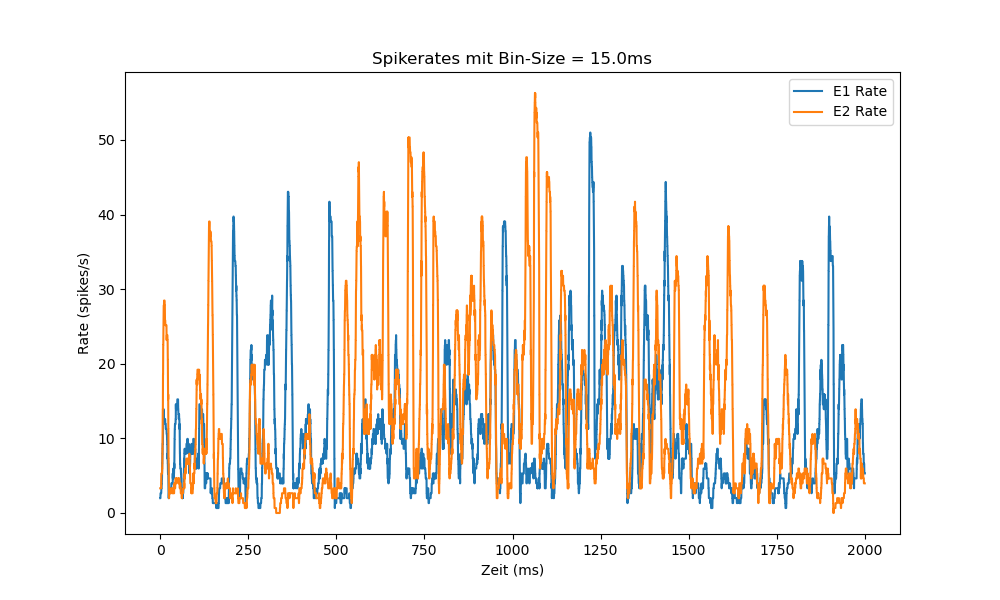 Spikerates mit Bin-Size = 15.0ms
E1 Rate
E2 Rate
Rate (spikes/s)
50
40
30
20
10
0
0 250 500 750 1000 1250 1500 1750 2000
Zeit (ms)